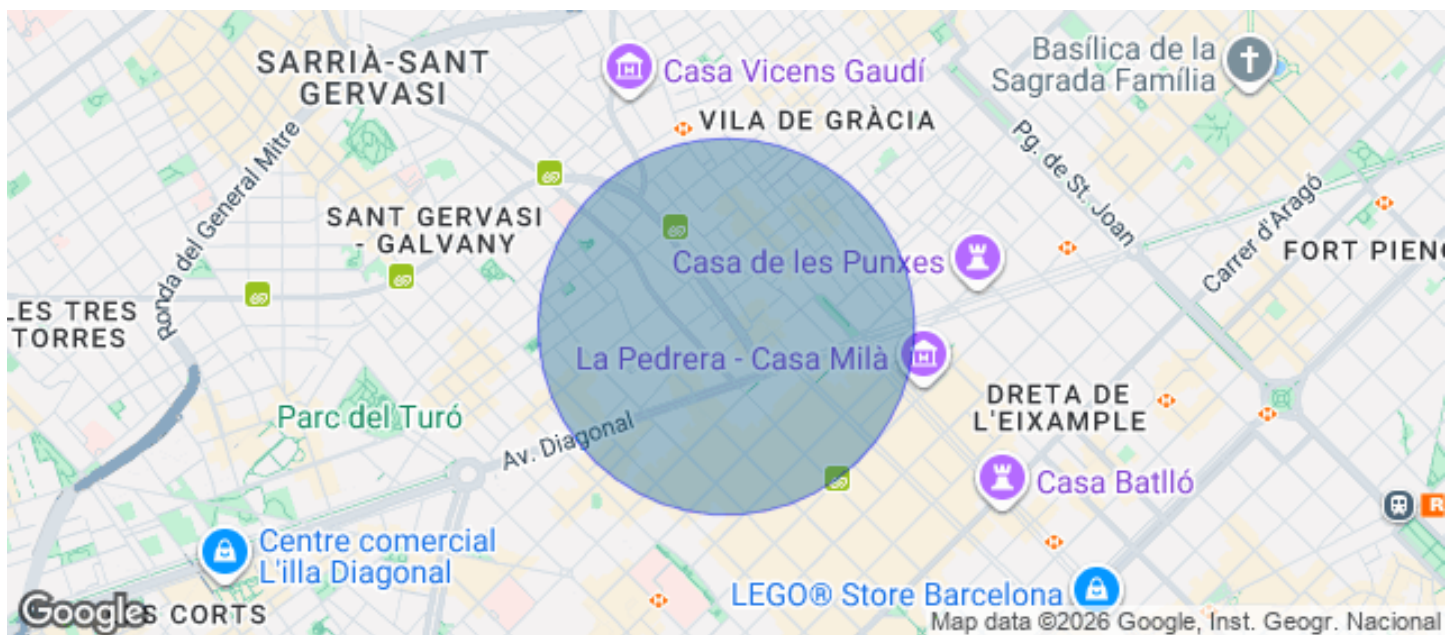 SARRIÀ-SANT
GERVASI
Casa Vicens Gaudí
Basílica de la
Sagrada Família
VILA DE GRÀCIA
Ronda del General Mitre
Pg. de St. Joan
SANT GERVASI
- GALVANY
Carrer d'Aragó
Casa de les Punxes
FORT PIENC
LES TRES
TORRES
La Pedrera - Casa Milà
DRETA DE
L'EIXAMPLE
Parc del Turó
Av. Diagonal
Casa Batlló
R
Centre comercial
L'illa Diagonal
LEGO® Store Barcelona
Google
S CORTS
Map data ©2026 Google, Inst. Geogr. Nacional